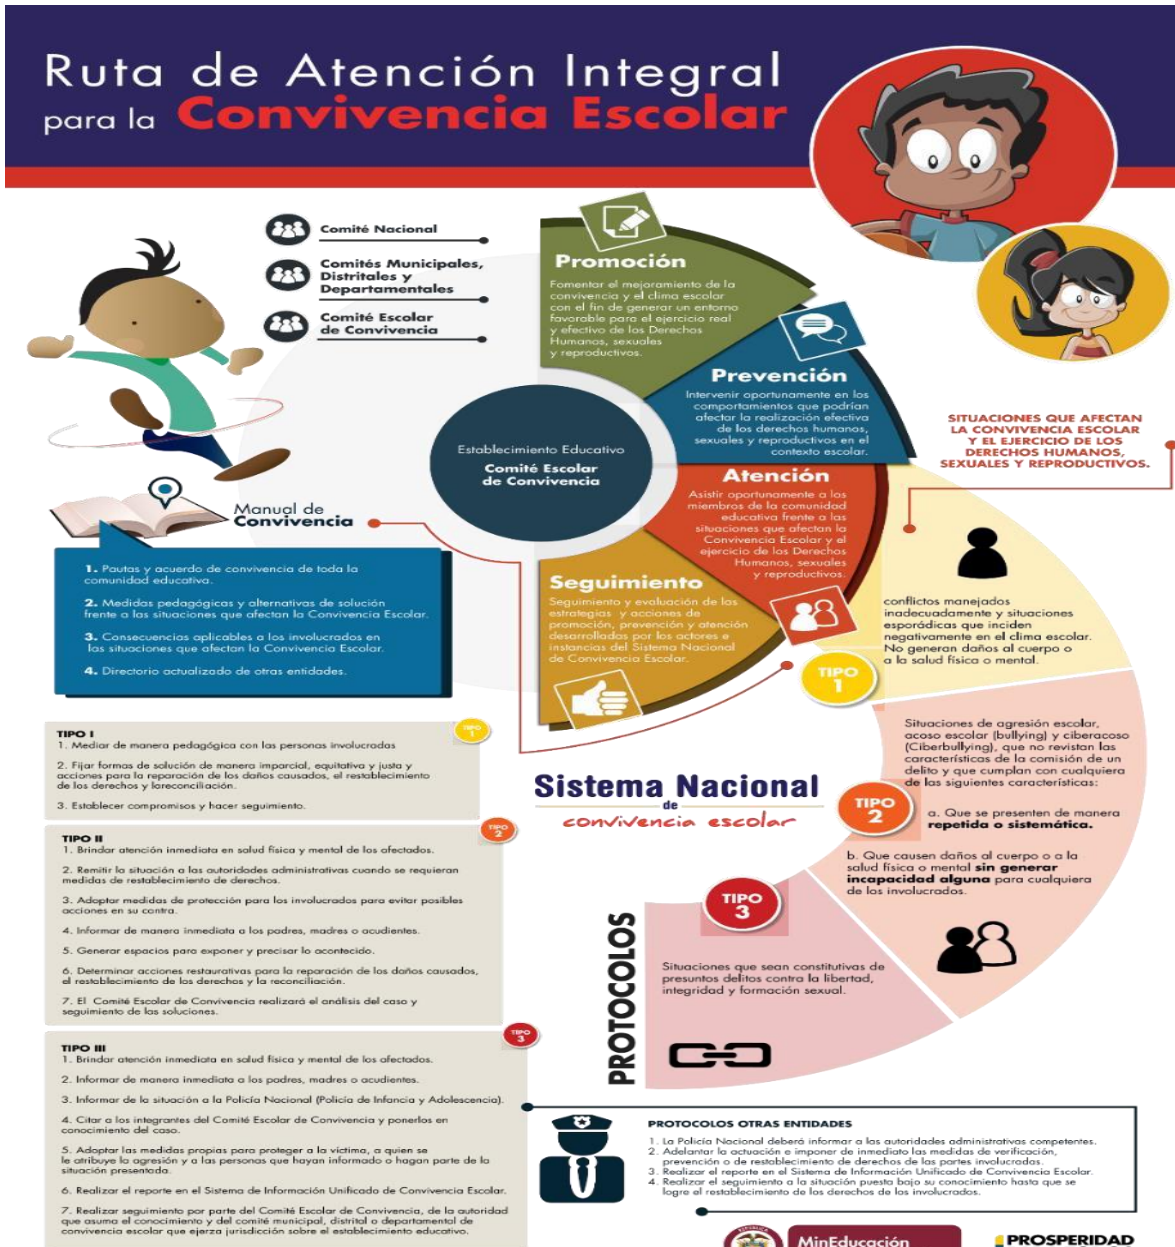 Ruta de Atención Integral
para la Convivencia Escolar
Comité Nacional
Comités Municipales,
Distritales y
Departamentales
Comité Escolar
de Convivencia
Promoción
Fomentar el mejoramiento de la
convivencia y el clima escolar
con el fin de generar un entorno
favorable para el ejercicio real
y efectivo de los Derechos
Humanos, sexuales
y reproductivos.
Prevención
Intervenir oportunamente en los
comportamientos que podrían
afectar la realización efectiva
de los derechos humanos,
sexuales y reproductivos en el
contexto escolar.
Establecimiento Educativo
Comité Escolar
de Convivencia
Atención
Asistir oportunamente a los
miembros de la comunidad
educativa frente a las
situaciones que afectan la
Convivencia Escolar y el
ejercicio de los Derechos
Humanos, sexuales
y reproductivos.
Seguimiento
Seguimiento y evaluación de los
estrategias y acciones de
promoción, prevención y atención
desarrolladas por los actores e
instancias del Sistema Nacional
de Convivencia Escolar.
SITUACIONES QUE AFECTAN
LA CONVIVENCIA ESCOLAR
Y EL EJERCICIO DE LOS
DERECHOS HUMANOS,
SEXUALES Y REPRODUCTIVOS.
Manual de
Convivencia
1. Pautas y acuerdo de convivencia de toda la
comunidad educativa.
2. Medidas pedagógicas y alternativas de solución
frente a las situaciones que afectan la Convivencia Escolar.
3. Consecuencias aplicables a los involucrados en
las situaciones que afectan la Convivencia Escolar.
4. Directorio actualizado de otras entidades.
TIPO
1
conflictos manejados
inadecuadamente y situaciones
esporádicas que inciden
negativamente en el clima escolar.
No generan daños al cuerpo o
a la salud física o mental.
TIPO
2
Situaciones de agresión escolar,
acoso escolar (bullying) y ciberacoso
(Ciberbullying), que no revistan las
características de la comisión de un
delito y que cumplan con cualquiera
de las siguientes características:
a. Que se presenten de manera
repetida o sistemática.
b. Que causen daños al cuerpo o a la
salud física o mental sin generar
incapacidad alguna para cualquiera
de los involucrados.
TIPO
3
Situaciones que sean constitutivas de
presuntos delitos contra la libertad,
integridad y formación sexual.
Sistema Nacional
de
convivencia escolar
PROTOCOLOS
TIPO I
TIPO
1
1. Mediar de manera pedagógica con las personas involucradas
2. Fijar formas de solución de manera imparcial, equitativa y justa y
acciones para la reparación de los daños causados, el restablecimiento
de los derechos y lareconciliación.
3. Establecer compromisos y hacer seguimiento.
TIPO II
TIPO
2
1. Brindar atención inmediata en salud física y mental de los afectados.
2. Remitir la situación a las autoridades administrativas cuando se requieran
medidas de restablecimiento de derechos.
3. Adoptar medidas de protección para los involucrados para evitar posibles
acciones en su contra.
4. Informar de manera inmediata a los padres, madres o acudientes.
5. Generar espacios para exponer y precisar lo acontecido.
6. Determinar acciones restaurativas para la reparación de los daños causados,
el restablecimiento de los derechos y la reconciliación.
7. El Comité Escolar de Convivencia realizará el análisis del caso y
seguimiento de las soluciones.
TIPO III
TIPO
3
1. Brindar atención inmediata en salud física y mental de los afectados.
2. Informar de manera inmediata a los padres, madres o acudientes.
3. Informar de la situación a la Policía Nacional (Policía de Infancia y Adolescencia).
4. Citar a los integrantes del Comité Escolar de Convivencia y ponerlos en
conocimiento del caso.
5. Adoptar las medidas propias para proteger a la víctima, a quien se
le atribuye la agresión y a las personas que hayan informado o hagan parte de la
situación presentada.
6. Realizar el reporte en el Sistema de Información Unificado de Convivencia Escolar.
7. Realizar seguimiento por parte del Comité Escolar de Convivencia, de la autoridad
que asuma el conocimiento y del comité municipal, distrital o departamental de
convivencia escolar que ejerza jurisdicción sobre el establecimiento educativo.
PROTOCOLOS OTRAS ENTIDADES
1. La Policía Nacional deberá informar a las autoridades administrativas competentes.
2. Adelantar la actuación e imponer de inmediato las medidas de verificación,
prevención o de restablecimiento de derechos de las partes involucradas.
3. Realizar el reporte en el Sistema de Información Unificado de Convivencia Escolar.
4. Realizar el seguimiento a la situación puesta bajo su conocimiento hasta que se
logre el restablecimiento de los derechos de los involucrados.
MinEducación
PROSPERIDAD